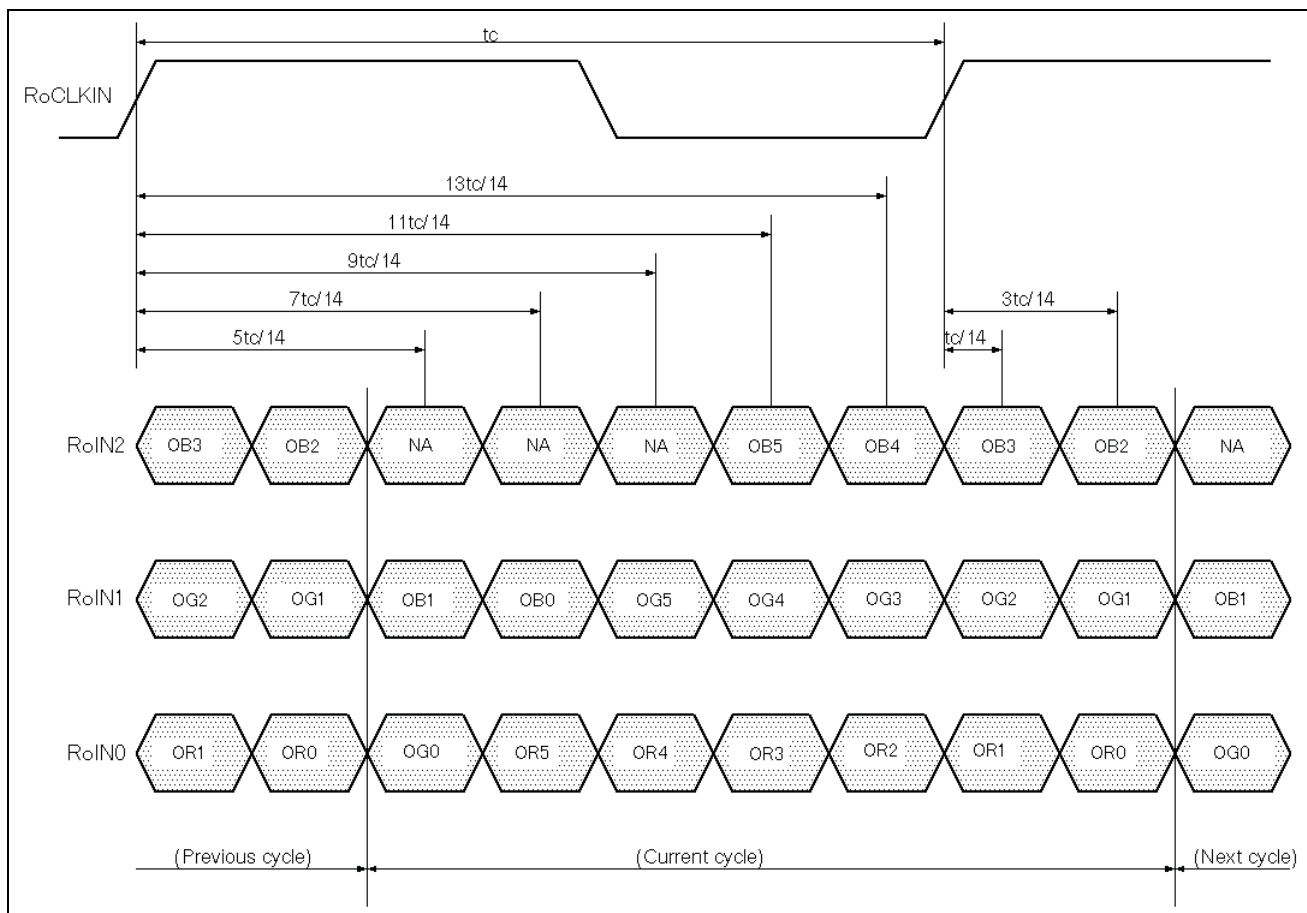 tc
RoCLKIN
13tc/14
11tc/14
9tc/14
7tc/14
3tc/14
5tc/14
tc/14
RoIN2 OB3 OB2 NA NA NA OB5 OB4 OB3 OB2 NA
RoIN1 OG2 OG1 OB1 OB0 OG5 OG4 OG3 OG2 OG1 OB1
RoIN0 OR1 OR0 OG0 OR5 OR4 OR3 OR2 OR1 OR0 OG0
(Previous cycle) (Current cycle) (Next cycle)